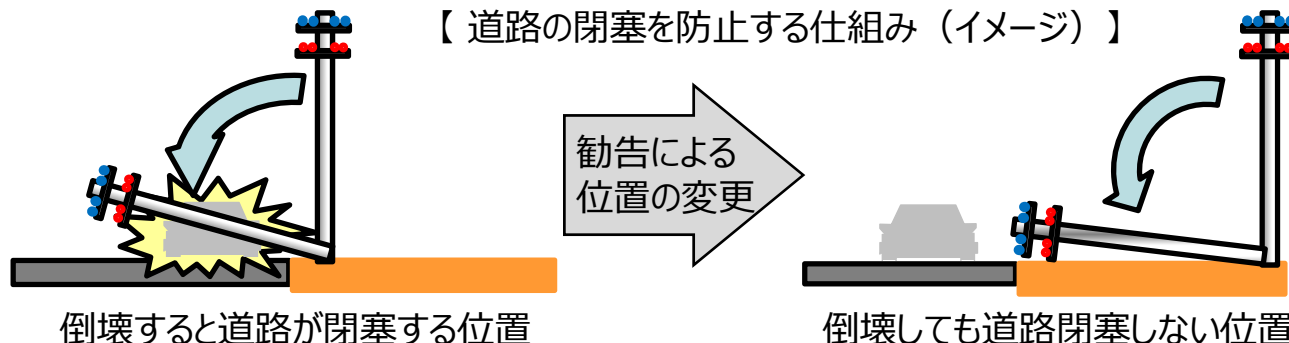 【 道路の閉塞を防止する仕組み（イメージ）】
勧告による
位置の変更
倒壊すると道路が閉塞する位置
倒壊しても道路閉塞しない位置